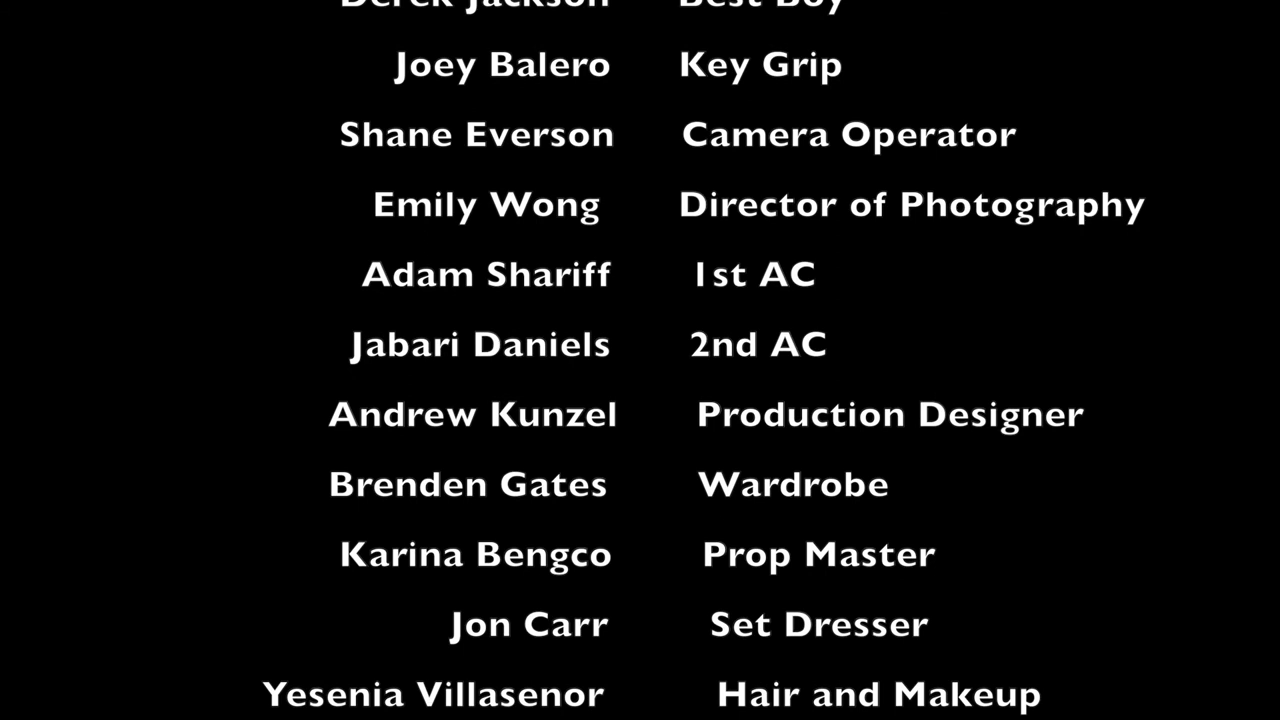 Derek Jackson Best Boy
Joey Balero Key Grip
Shane Everson Camera Operator
Emily Wong Director of Photography
Adam Shariff 1st AC
Jabari Daniels 2nd AC
Andrew Kunzel Production Designer
Brenden Gates Wardrobe
Karina Bengco Prop Master
Jon Carr Set Dresser
Yesenia Villasenor Hair and Makeup